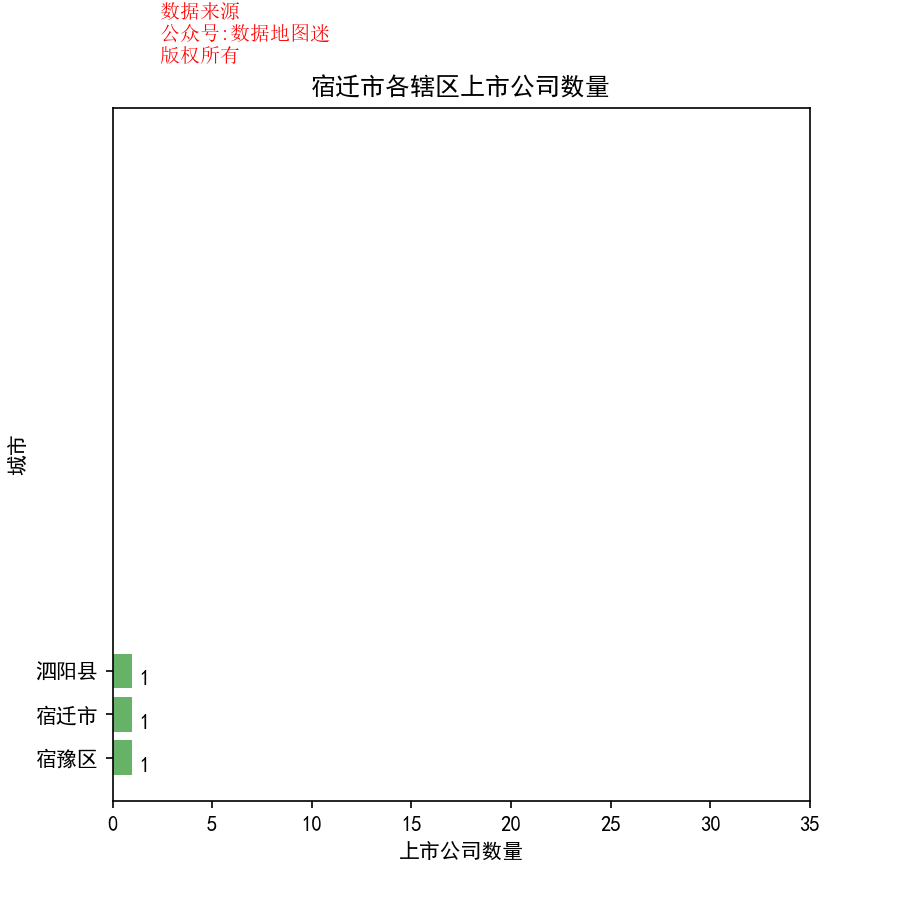 数据来源
公众号:数据地图迷
版权所有
宿迁市各辖区上市公司数量
城市
泗阳县
1
宿迁市
1
宿豫区
1
0 5 10 15 20 25 30 35
上市公司数量